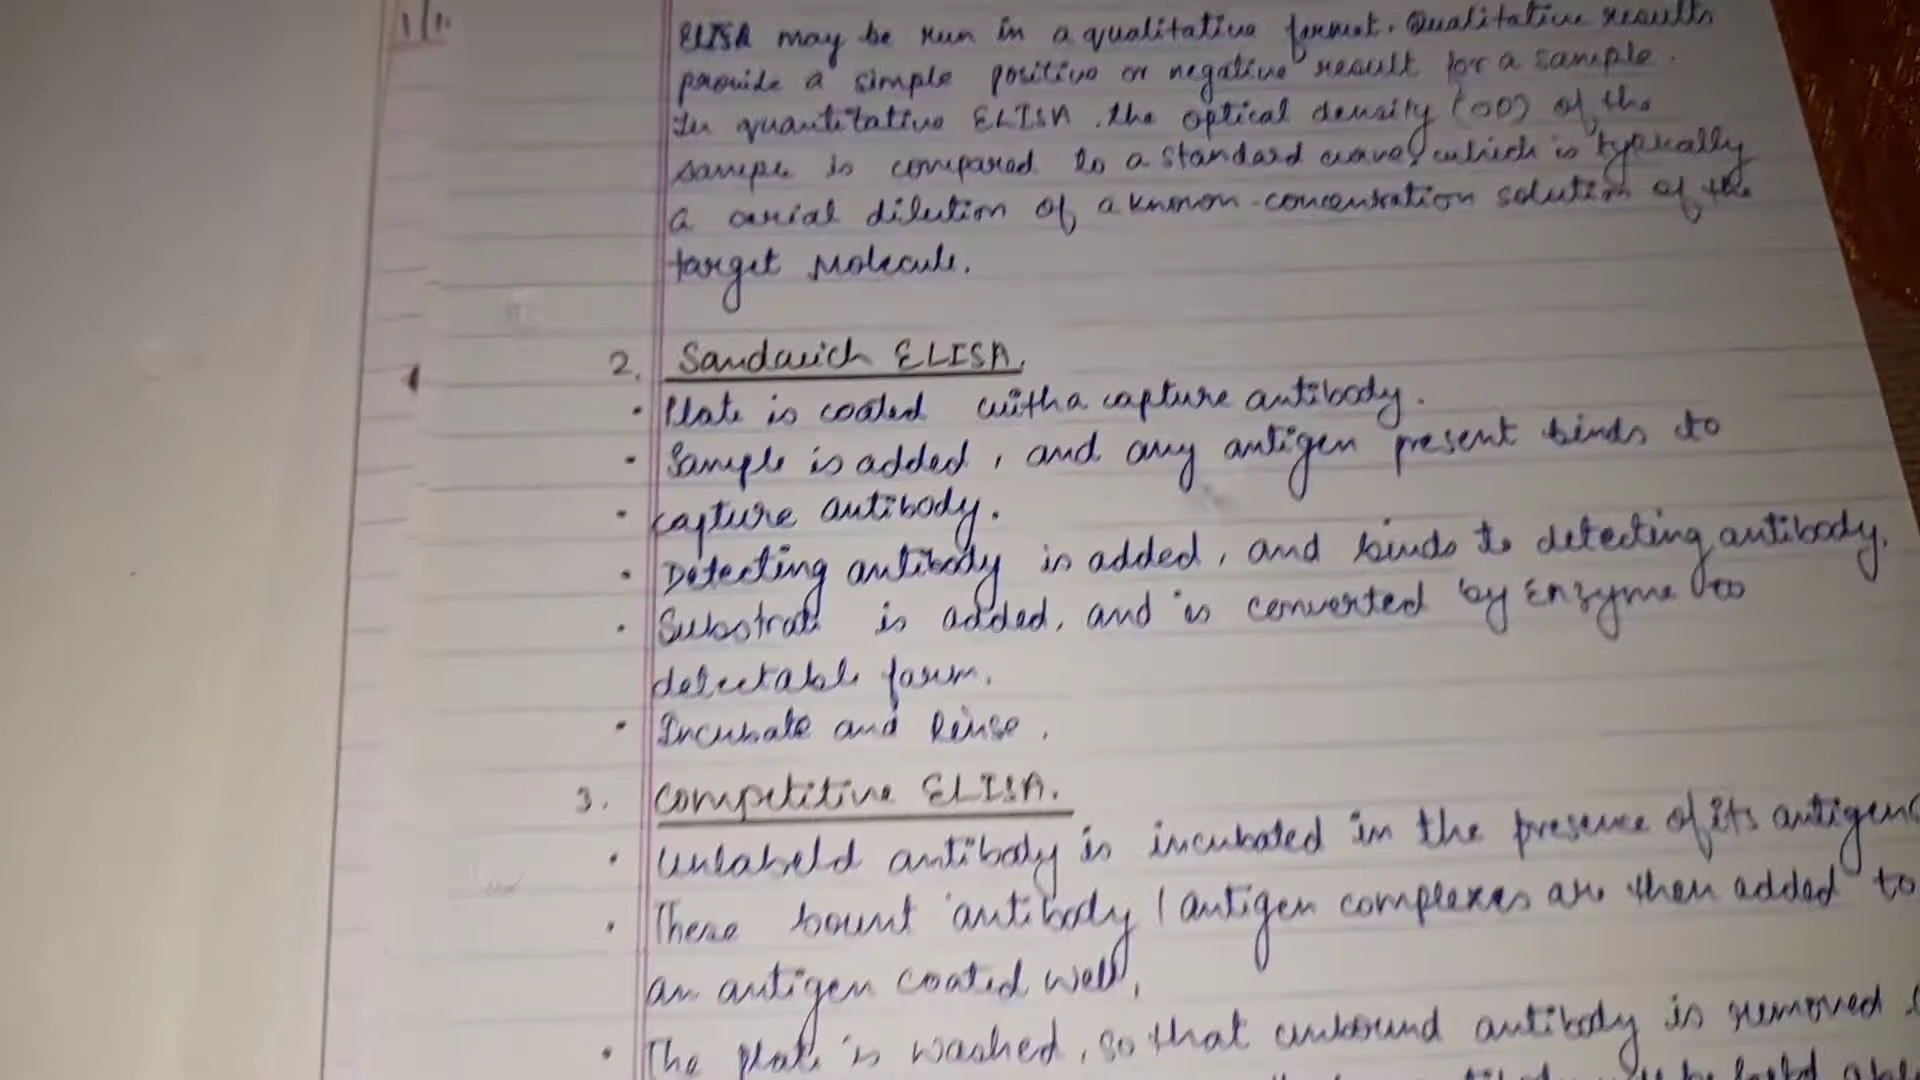 ELISA may be run in a qualitative format. Qualitative results
provide a simple positive or negative result for a sample.
In quantitative ELISA, the optical density (OD) of the
sampe is compared to a standard curve, which is typically
a serial dilution of a known-concentration solution of the
target molecule.
2. Sandwich ELISA.
• Plate is coated with a capture antibody.
• Sample is added, and any antigen present binds to
• capture antibody.
• Detecting antibody is added, and binds to detecting antibody.
• Substrate is added, and is converted by Enzyme to
detectable form.
• Incubate and Rinse.
3. Competitive ELISA.
• Unlabeld antibody is incubated in the presence of its antigen
• These bount antibody / antigen complexes are then added to
an antigen coated well,
• The plate is washed, so that unbound antibody is removed